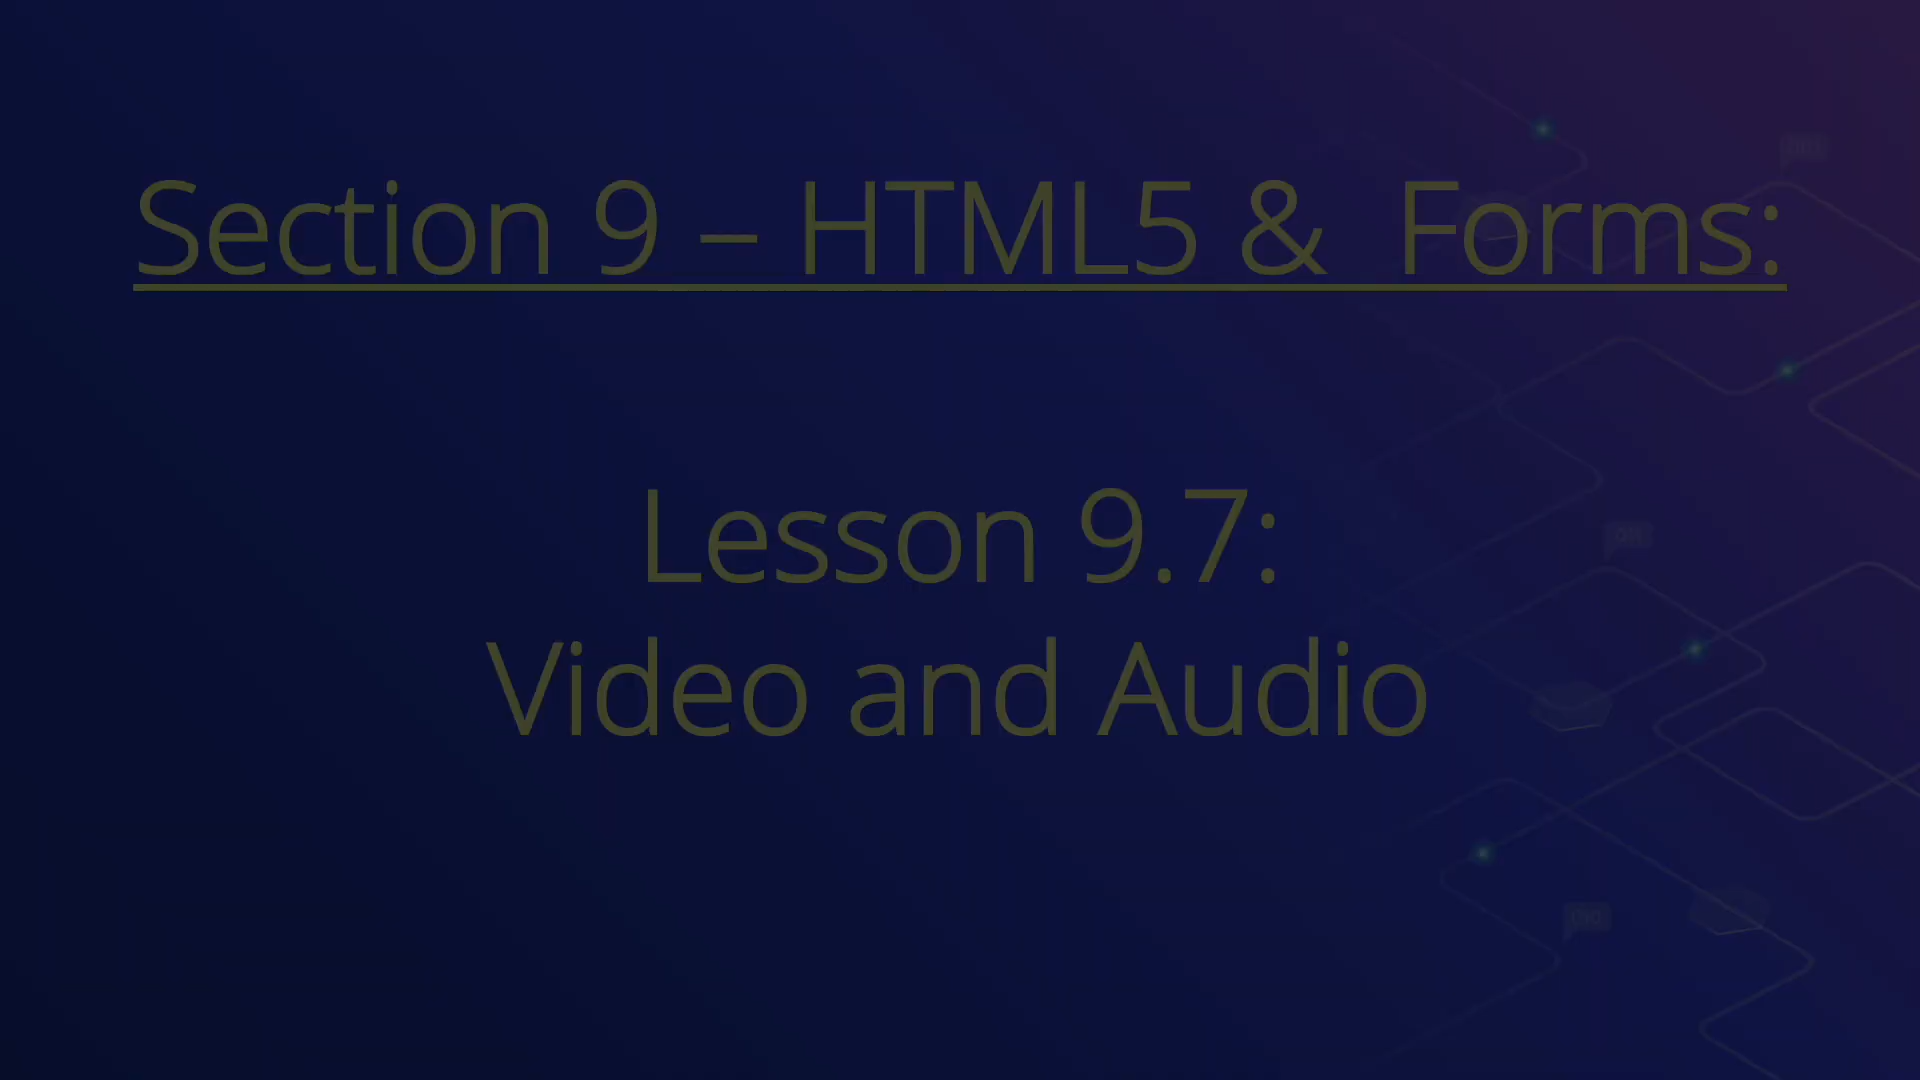 Section 9 – HTML5 & Forms:
Lesson 9.7:
Video and Audio